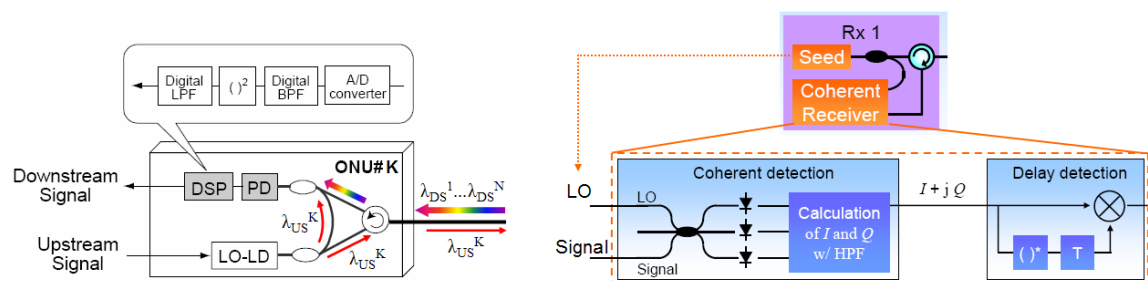 Digital
LPF
( )²
Digital
BPF
A/D
converter
ONU#K
Downstream
Signal
DSP
PD
λDS¹...λDSᴺ
λUSᴷ
λUSᴷ
λUSᴷ
Upstream
Signal
LO-LD
Rx 1
Seed
Coherent
Receiver
LO
Signal
Coherent detection
LO
Signal
Calculation
of I and Q
w/ HPF
I + j Q
Delay detection
( )*
T